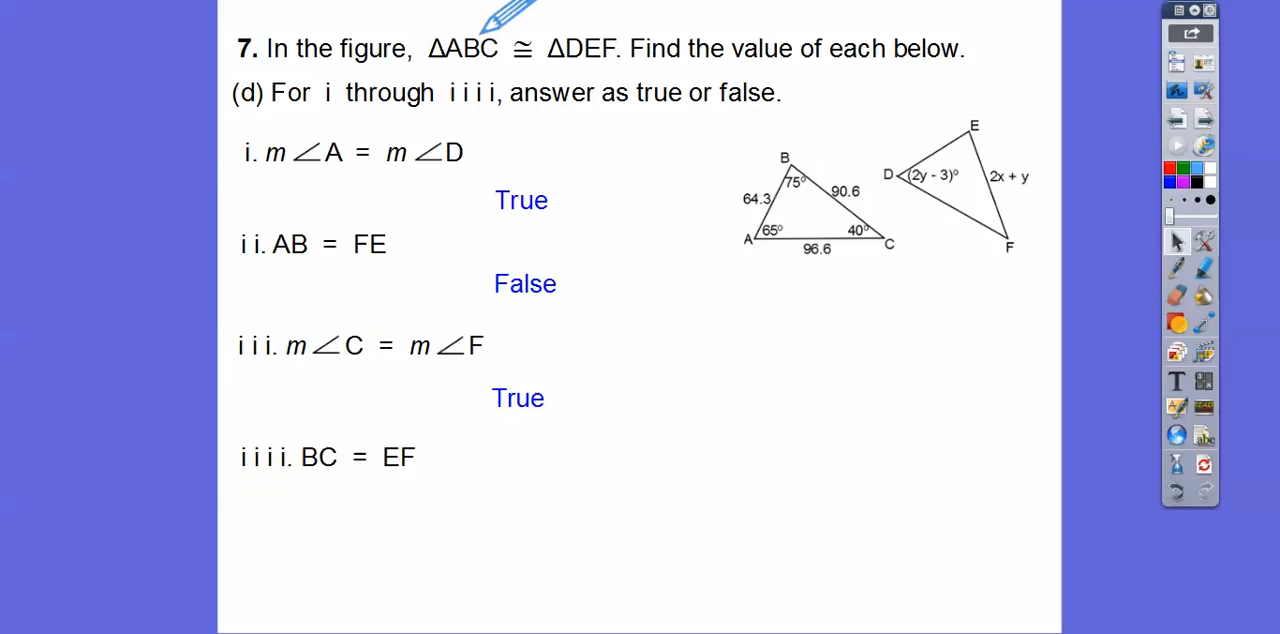 7. In the figure, ΔABC ≅ ΔDEF. Find the value of each below.
(d) For i through i i i i, answer as true or false.
i. m∠A = m∠D
True
i i. AB = FE
False
i i i. m∠C = m∠F
True
i i i i. BC = EF
B
75°
64.3
90.6
A
65°
40°
C
96.6
E
D
(2y - 3)°
2x + y
F
T
abc